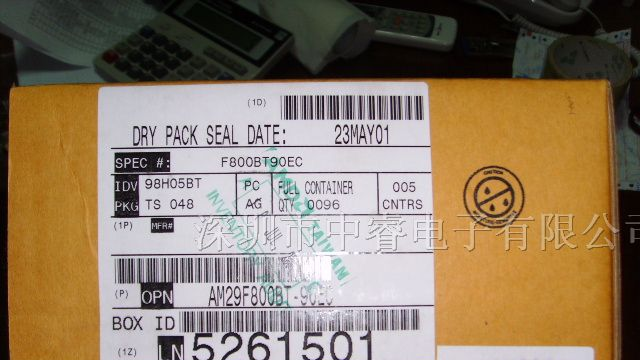 (1D)
DRY PACK SEAL DATE: 23MAY01
SPEC #: F800BT90EC
IDV 98H05BT PC FULL CONTAINER 005
PKG TS 048 AG QTY 0096 CNTRS
(1P) MFR#
深圳市中睿电子有限公司
(P) OPN AM29F800BT-90EC
BOX ID
(1Z) LN 5261501
CAUTION